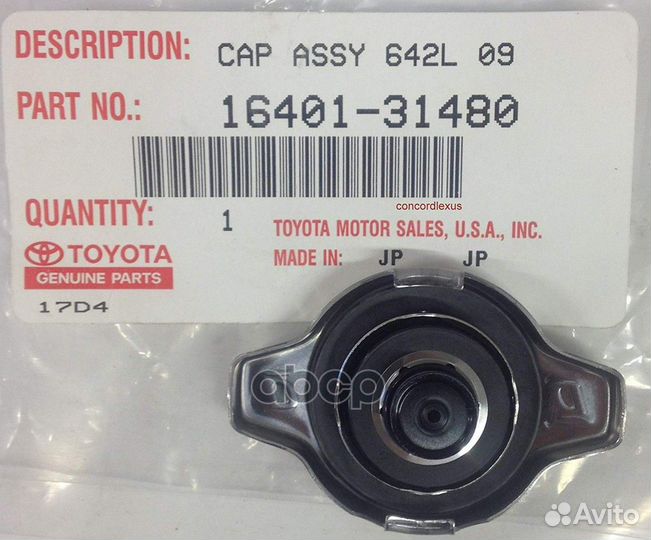 DESCRIPTION: CAP ASSY 642L 09
PART NO.: 16401-31480
concordlexus
QUANTITY: 1 TOYOTA MOTOR SALES, U.S.A., INC.
TOYOTA MADE IN: JP JP
GENUINE PARTS
17D4
abcp
D
Avito